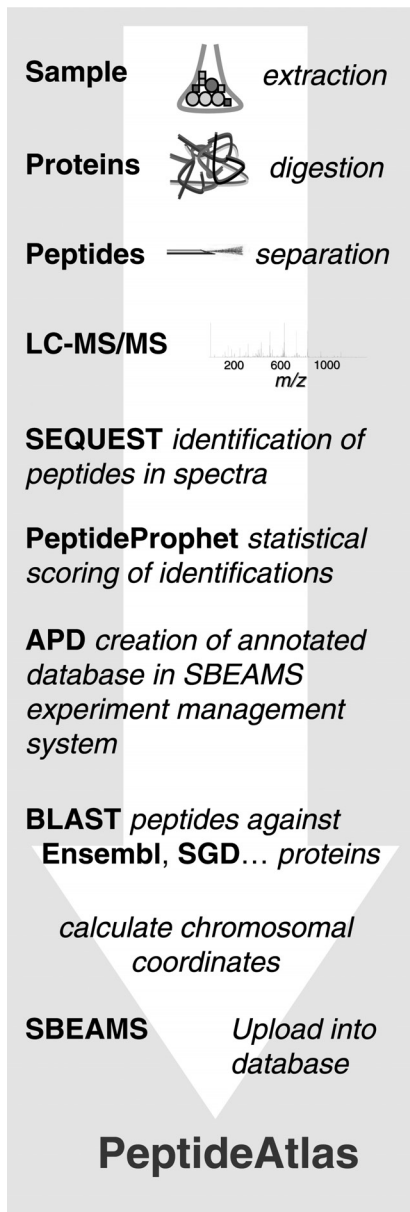 Sample extraction
Proteins digestion
Peptides separation
LC-MS/MS
200 600 1000
m/z
SEQUEST identification of
peptides in spectra
PeptideProphet statistical
scoring of identifications
APD creation of annotated
database in SBEAMS
experiment management
system
BLAST peptides against
Ensembl, SGD... proteins
calculate chromosomal
coordinates
SBEAMS Upload into
database
PeptideAtlas